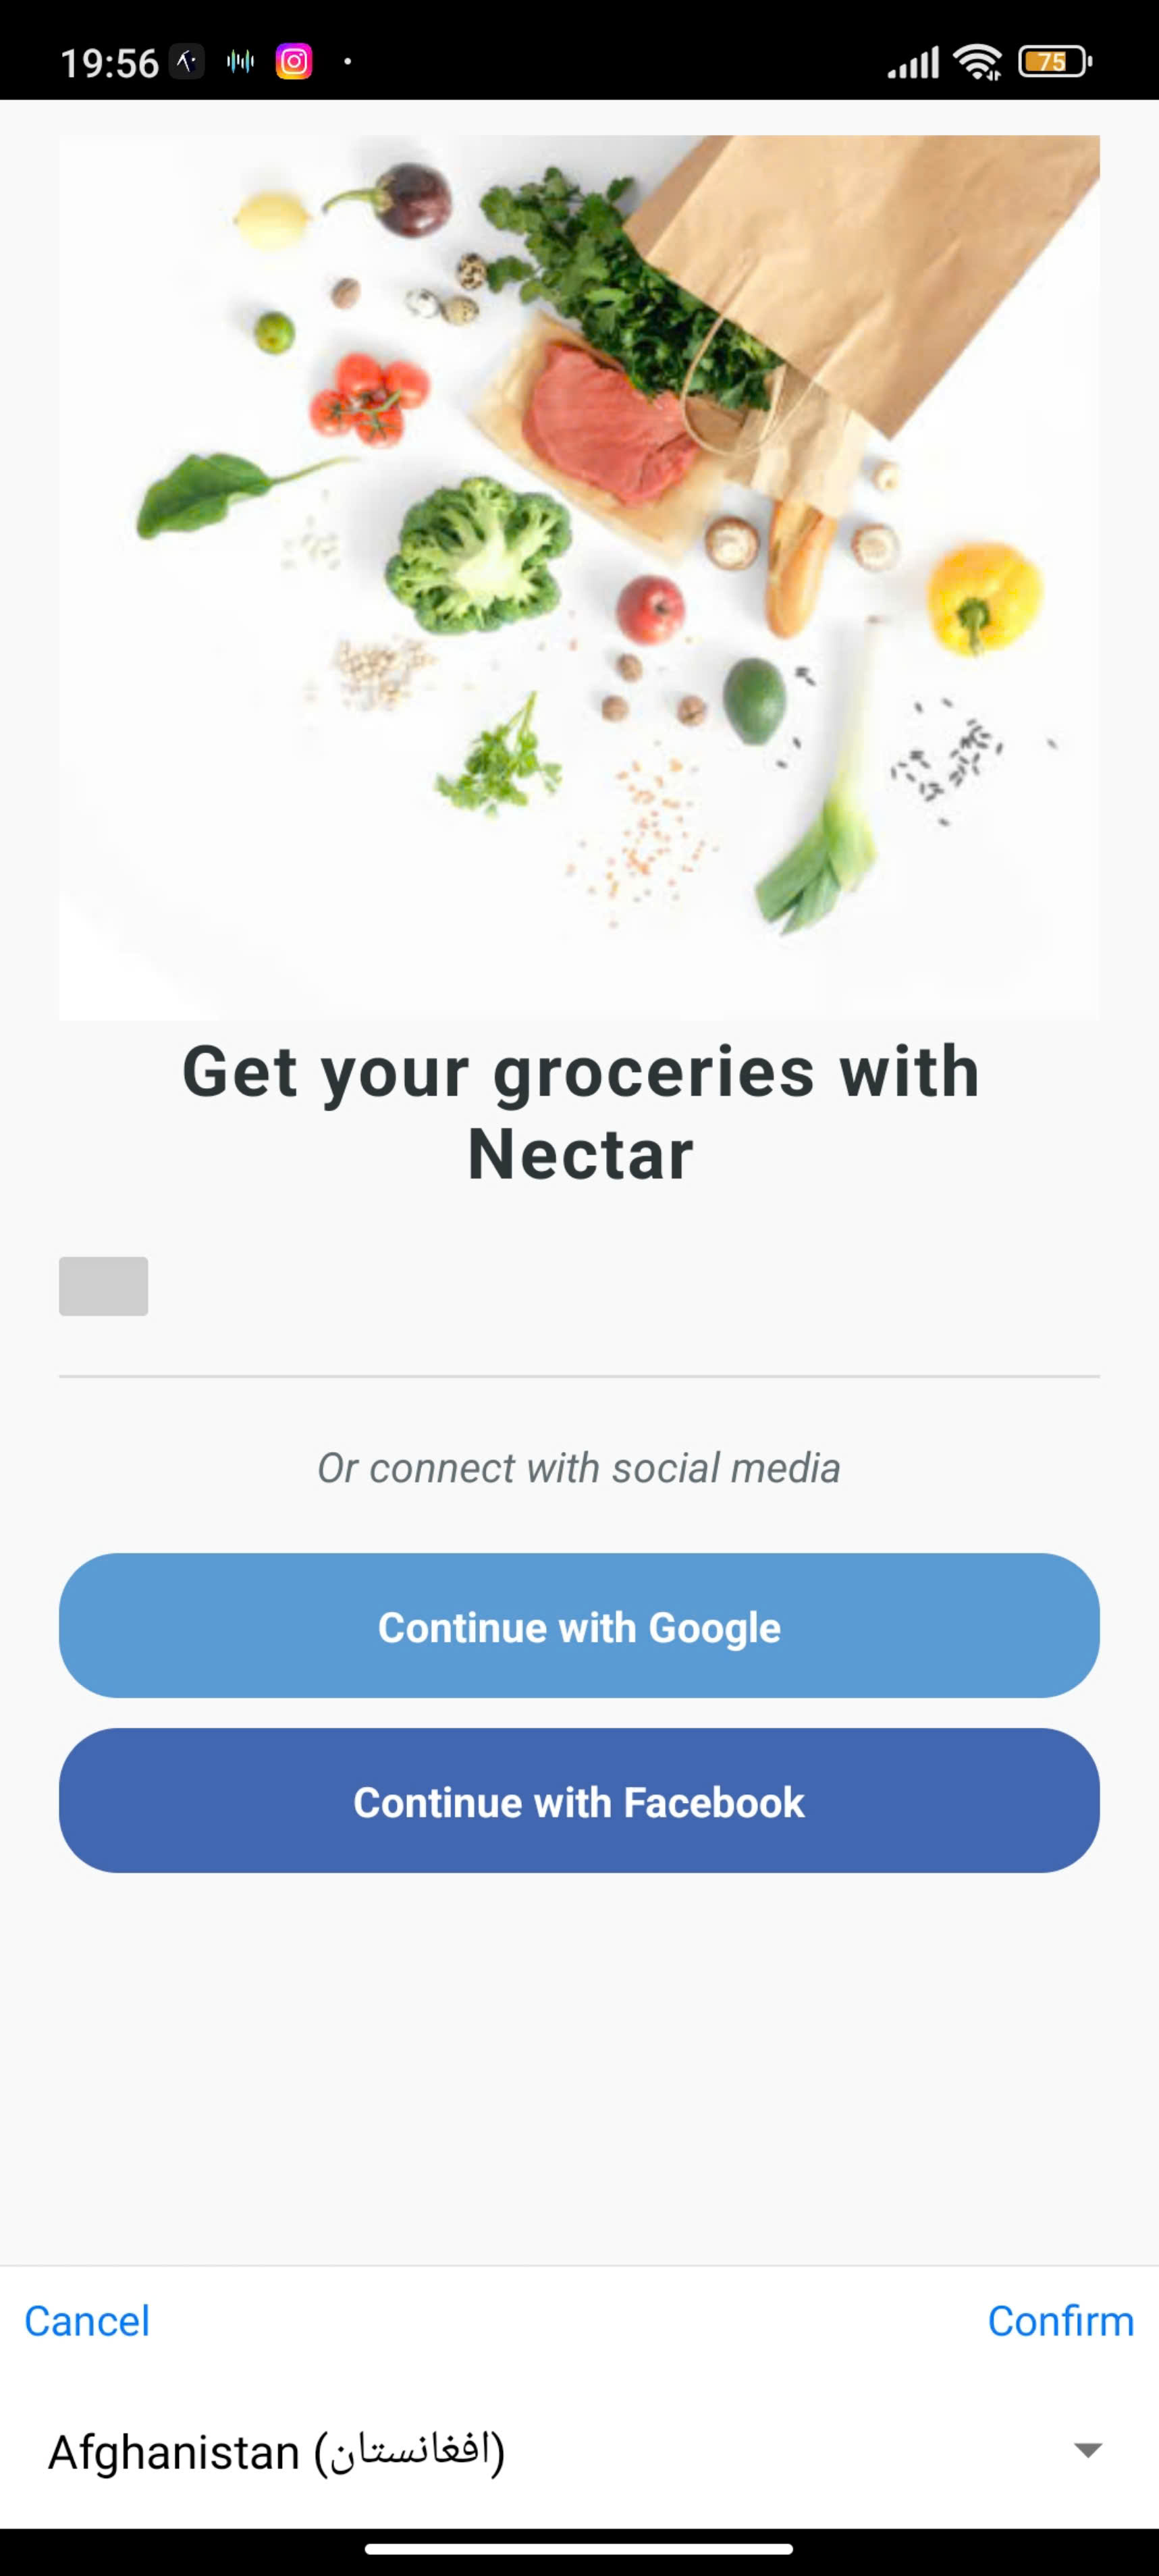 19:56
75
Get your groceries with
Nectar
Or connect with social media
Continue with Google
Continue with Facebook
Cancel
Confirm
Afghanistan (افغانستان)